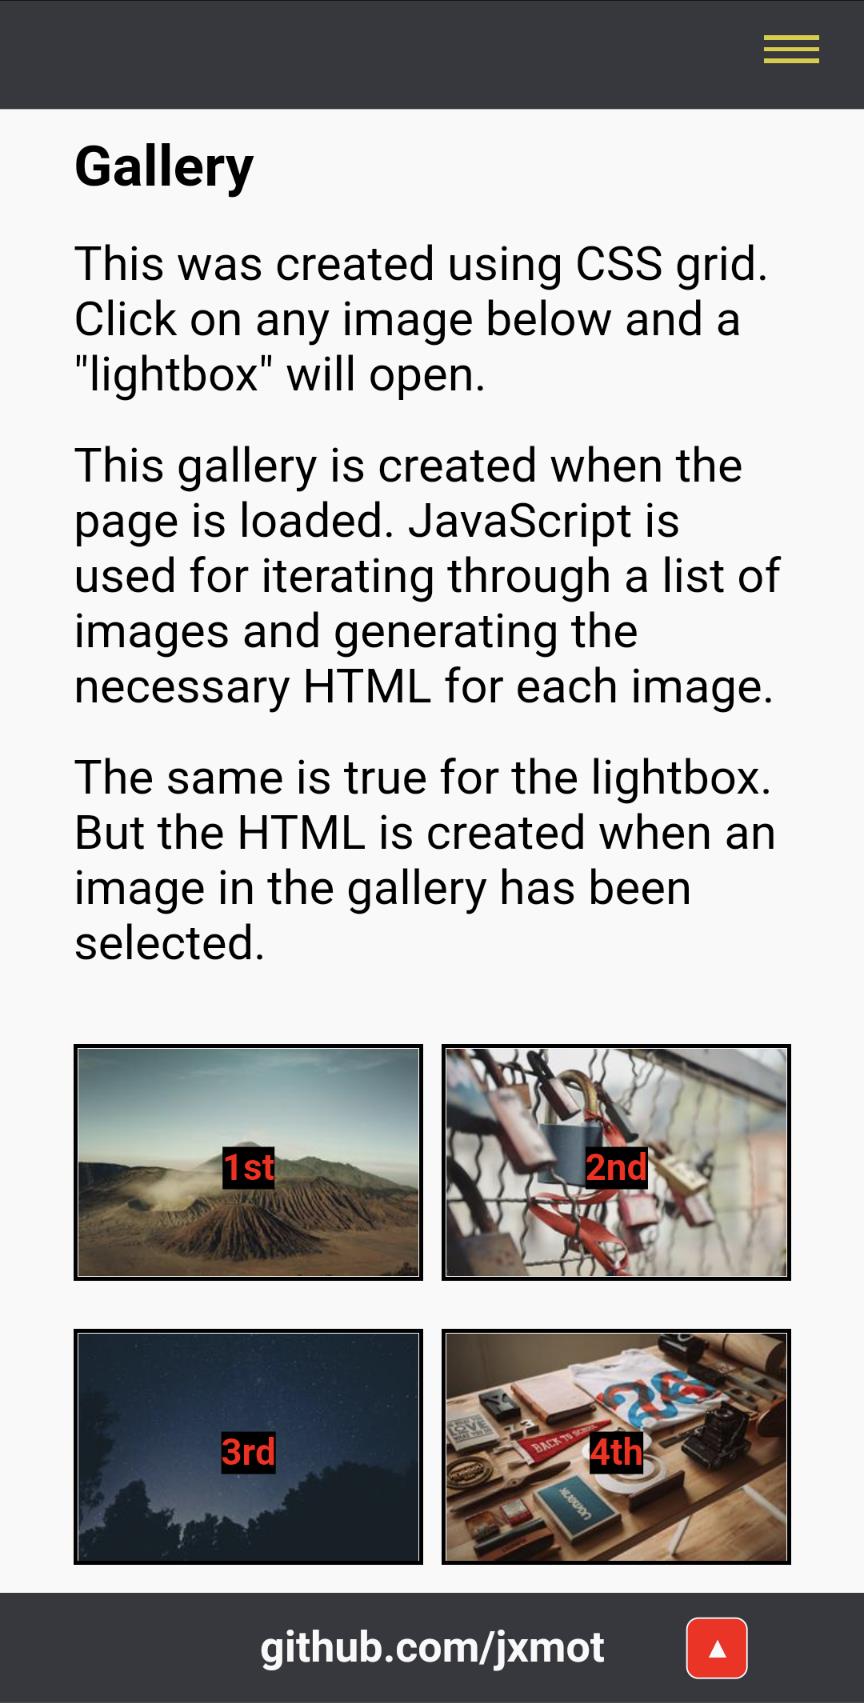 Gallery
This was created using CSS grid.
Click on any image below and a
"lightbox" will open.
This gallery is created when the
page is loaded. JavaScript is
used for iterating through a list of
images and generating the
necessary HTML for each image.
The same is true for the lightbox.
But the HTML is created when an
image in the gallery has been
selected.
1st
2nd
3rd
BACK TO SCHOOL
4th
github.com/jxmot
▲